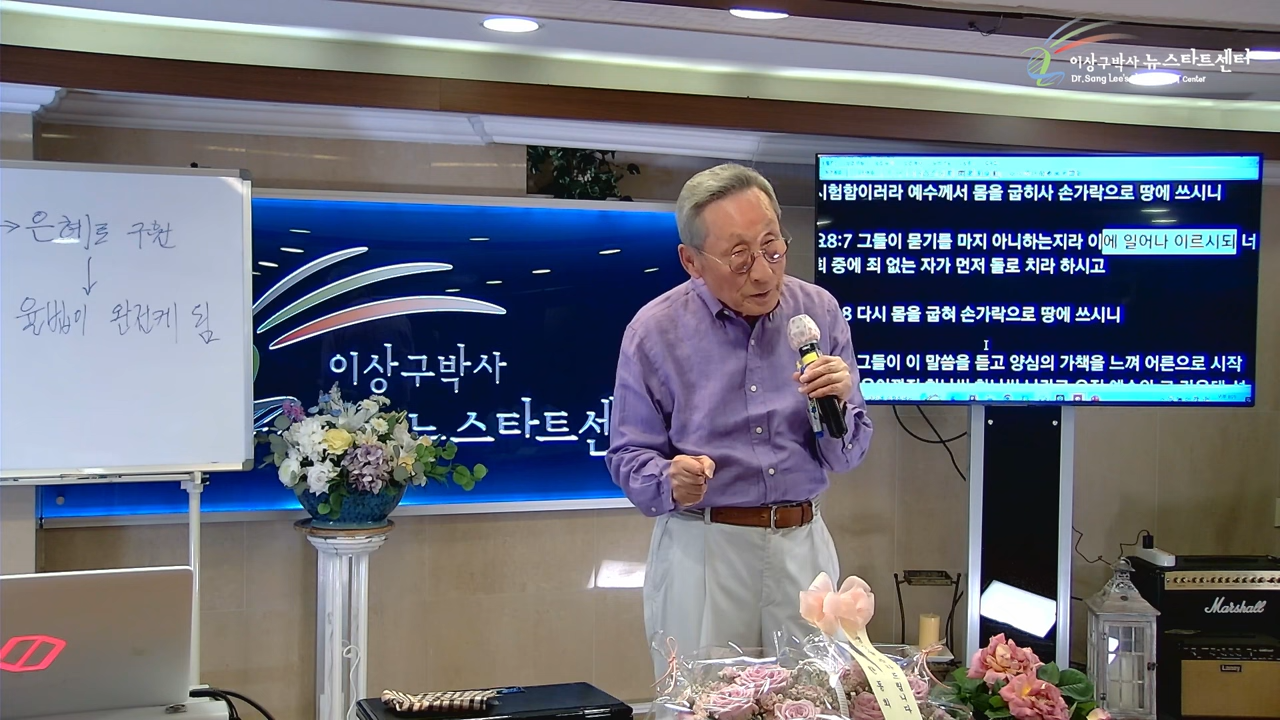 이상구박사 뉴스타트센터
Dr. Sang Lee's Center
→은혜로 구원
↓
율법이 완전케 됨
이상구박사
뉴스타트센
시험함이러라 예수께서 몸을 굽히사 손가락으로 땅에 쓰시니
8:7 그들이 묻기를 마지 아니하는지라 이에 일어나 이르시되 너
희 중에 죄 없는 자가 먼저 돌로 치라 하시고
8 다시 몸을 굽혀 손가락으로 땅에 쓰시니
그들이 이 말씀을 듣고 양심의 가책을 느껴 어른으로 시작
Marshall
Laney